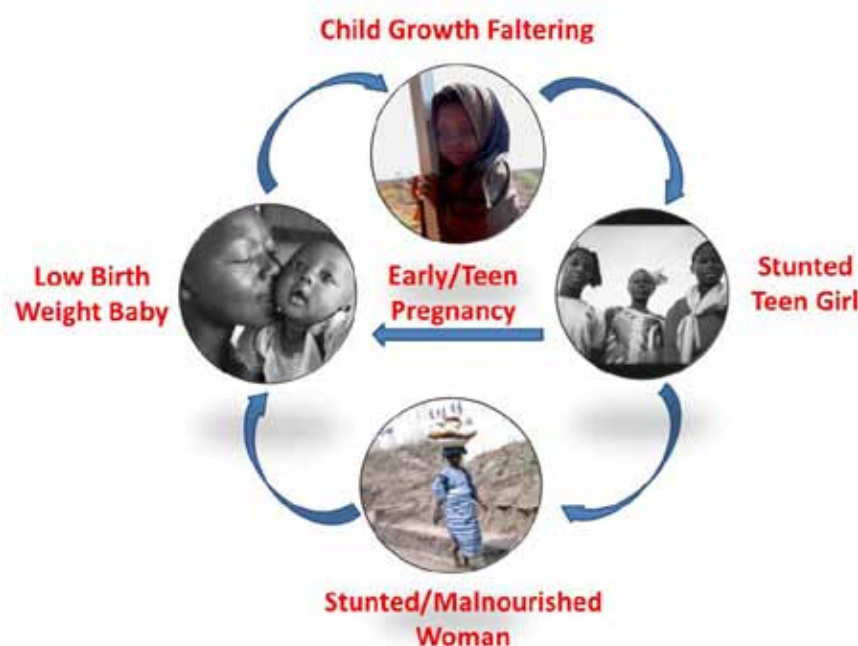 Child Growth Faltering
Low Birth
Weight Baby
Early/Teen
Pregnancy
Stunted
Teen Girl
Stunted/Malnourished
Woman